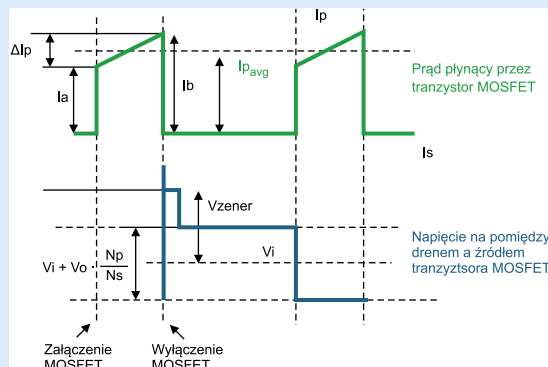 Ip
ΔIp
Ia
Ib
Ip avg
Prąd płynący przez
tranzystor MOSFET
Is
Vzener
Vi
Vi + Vo · Np
Ns
Napięcie na pomiędzy
drenem a źródłem
tranzyztsora MOSFET
Załączenie
MOSFET
Wyłączenie
MOSFET